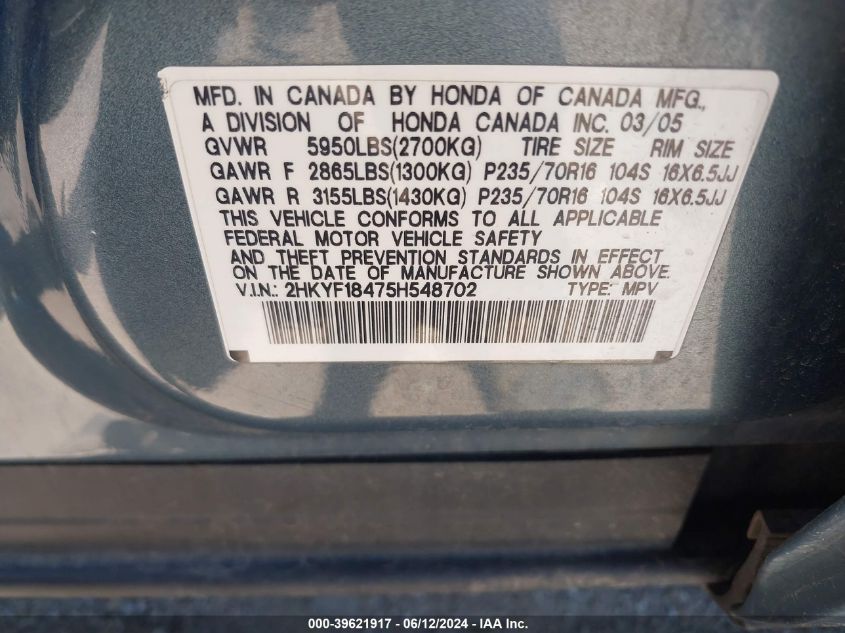 MFD. IN CANADA BY HONDA OF CANADA MFG.,
A DIVISION OF HONDA CANADA INC. 03/05
GVWR 5950LBS(2700KG) TIRE SIZE RIM SIZE
GAWR F 2865LBS(1300KG) P235/70R16 104S 16X6.5JJ
GAWR R 3155LBS(1430KG) P235/70R16 104S 16X6.5JJ
THIS VEHICLE CONFORMS TO ALL APPLICABLE
FEDERAL MOTOR VEHICLE SAFETY
AND THEFT PREVENTION STANDARDS IN EFFECT
ON THE DATE OF MANUFACTURE SHOWN ABOVE.
V.I.N.: 2HKYF18475H548702 TYPE: MPV
000-39621917 - 06/12/2024 - IAA Inc.